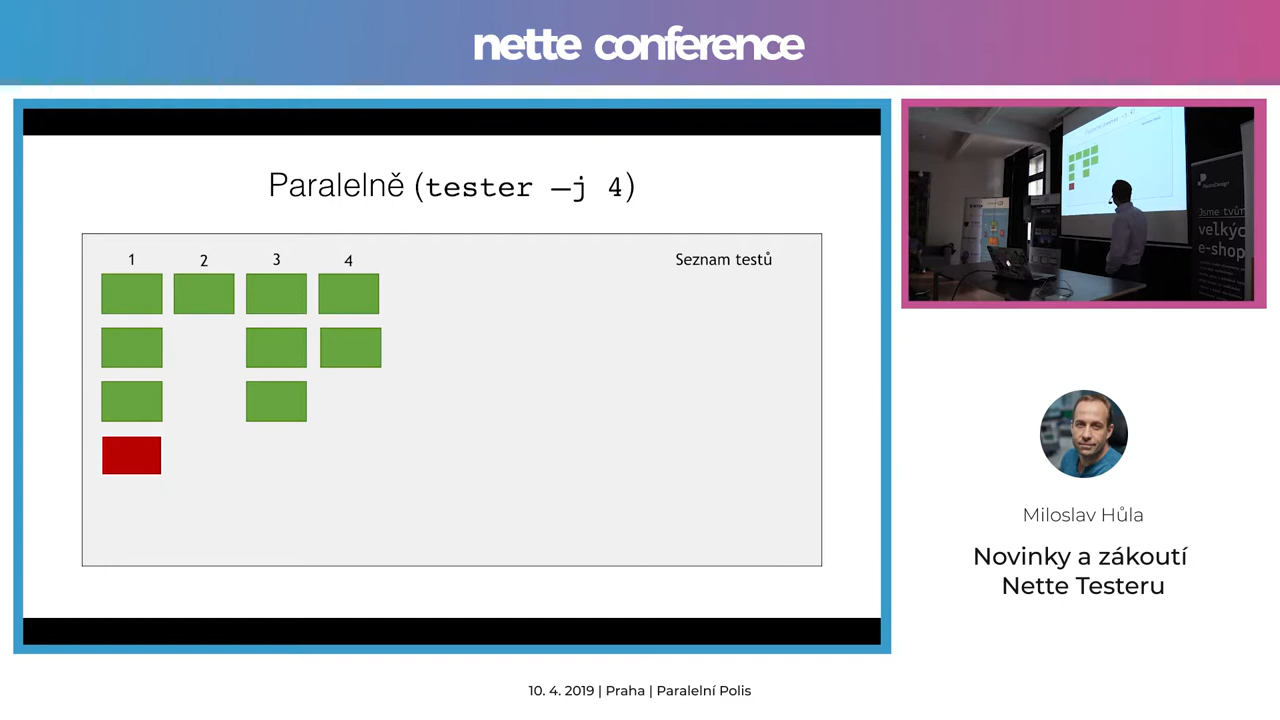 nette conference
Paralelně (tester –j 4)
1 2 3 4
Seznam testů
Jsme tvůrc
velkýc
e-shop
Miloslav Hůla
Novinky a zákoutí
Nette Testeru
10. 4. 2019 | Praha | Paralelní Polis